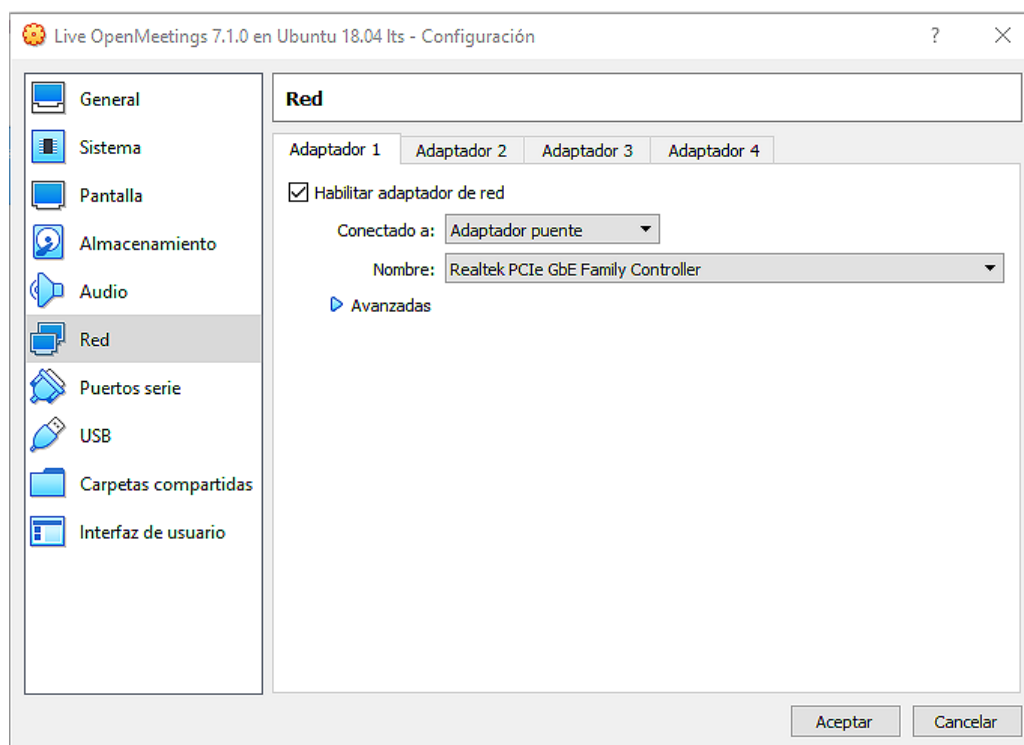 Live OpenMeetings 7.1.0 en Ubuntu 18.04 lts - Configuración
?
General
Sistema
Pantalla
Almacenamiento
Audio
Red
Puertos serie
USB
Carpetas compartidas
Interfaz de usuario
Red
Adaptador 1 Adaptador 2 Adaptador 3 Adaptador 4
Habilitar adaptador de red
Conectado a: Adaptador puente
Nombre: Realtek PCIe GbE Family Controller
Avanzadas
Aceptar Cancelar